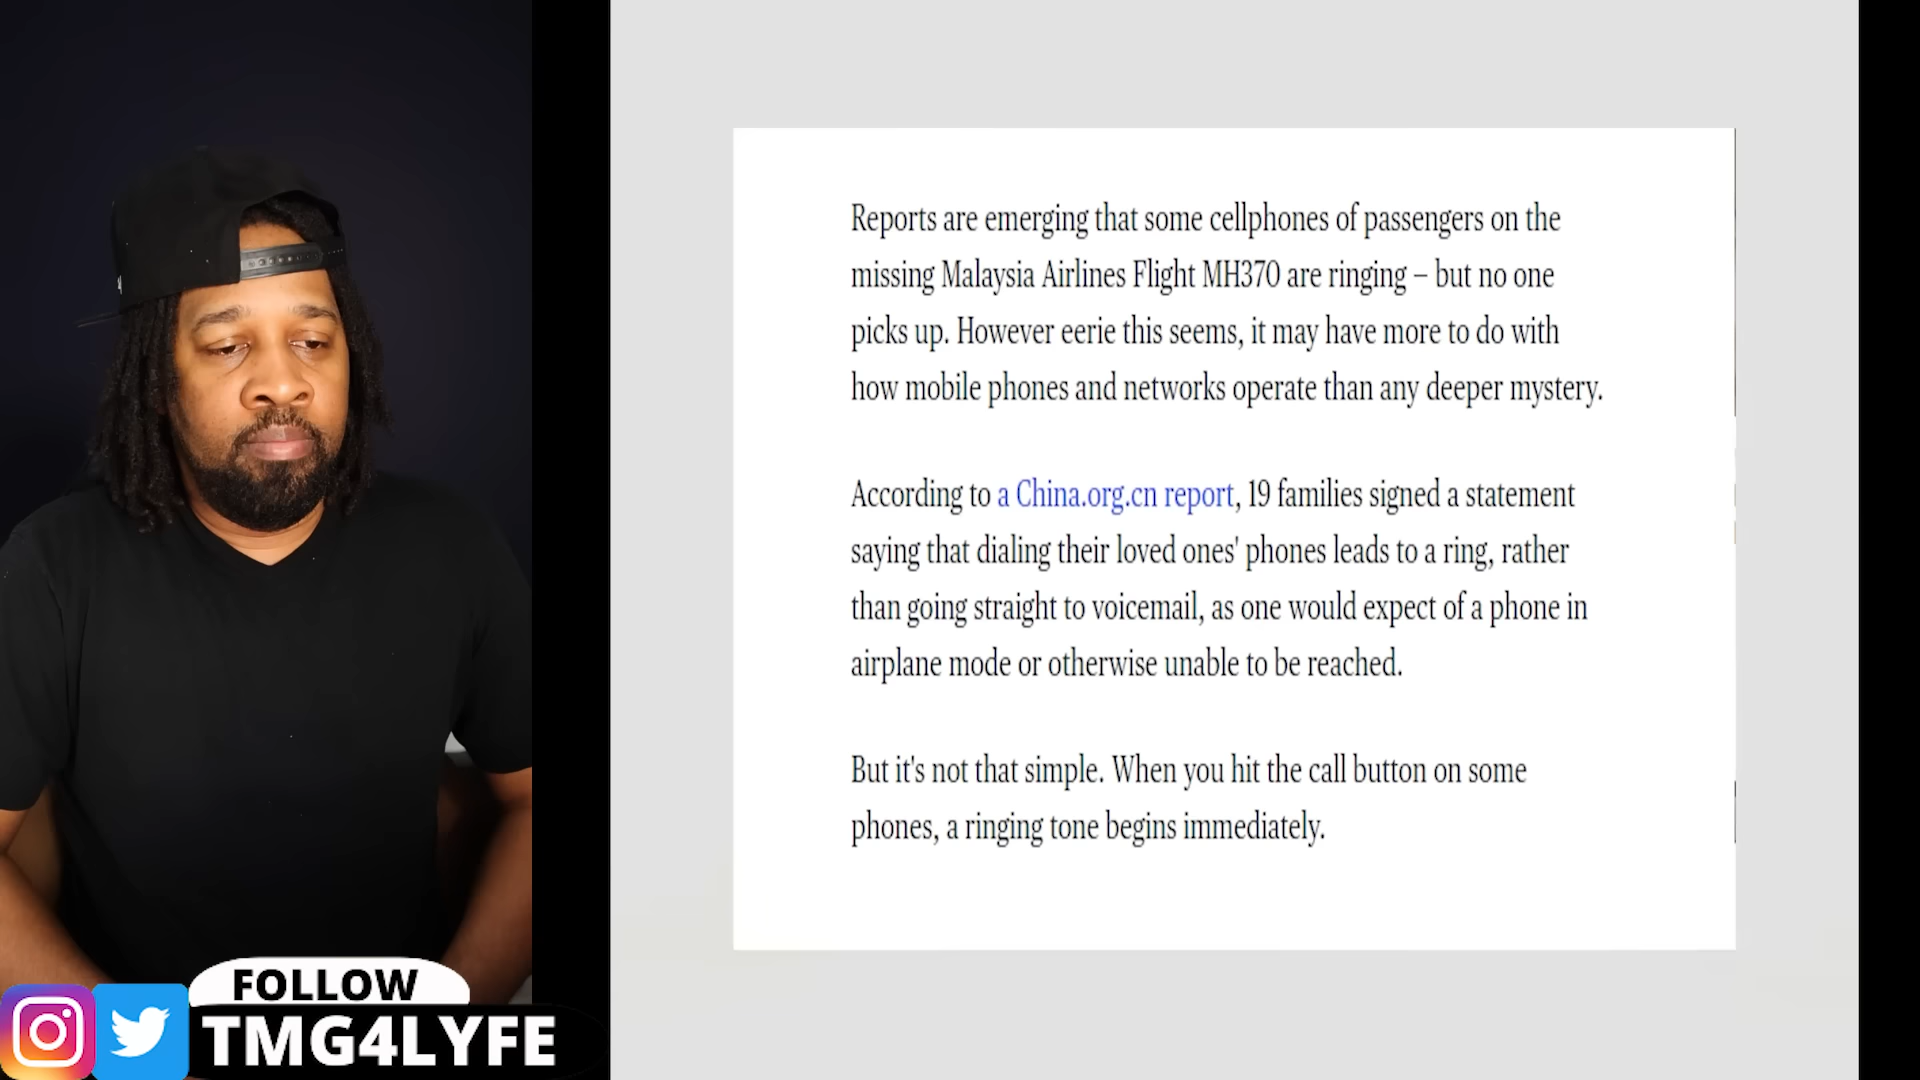 Reports are emerging that some cellphones of passengers on the
missing Malaysia Airlines Flight MH370 are ringing – but no one
picks up. However eerie this seems, it may have more to do with
how mobile phones and networks operate than any deeper mystery.
According to a China.org.cn report, 19 families signed a statement
saying that dialing their loved ones' phones leads to a ring, rather
than going straight to voicemail, as one would expect of a phone in
airplane mode or otherwise unable to be reached.
But it's not that simple. When you hit the call button on some
phones, a ringing tone begins immediately.
FOLLOW
TMG4LYFE